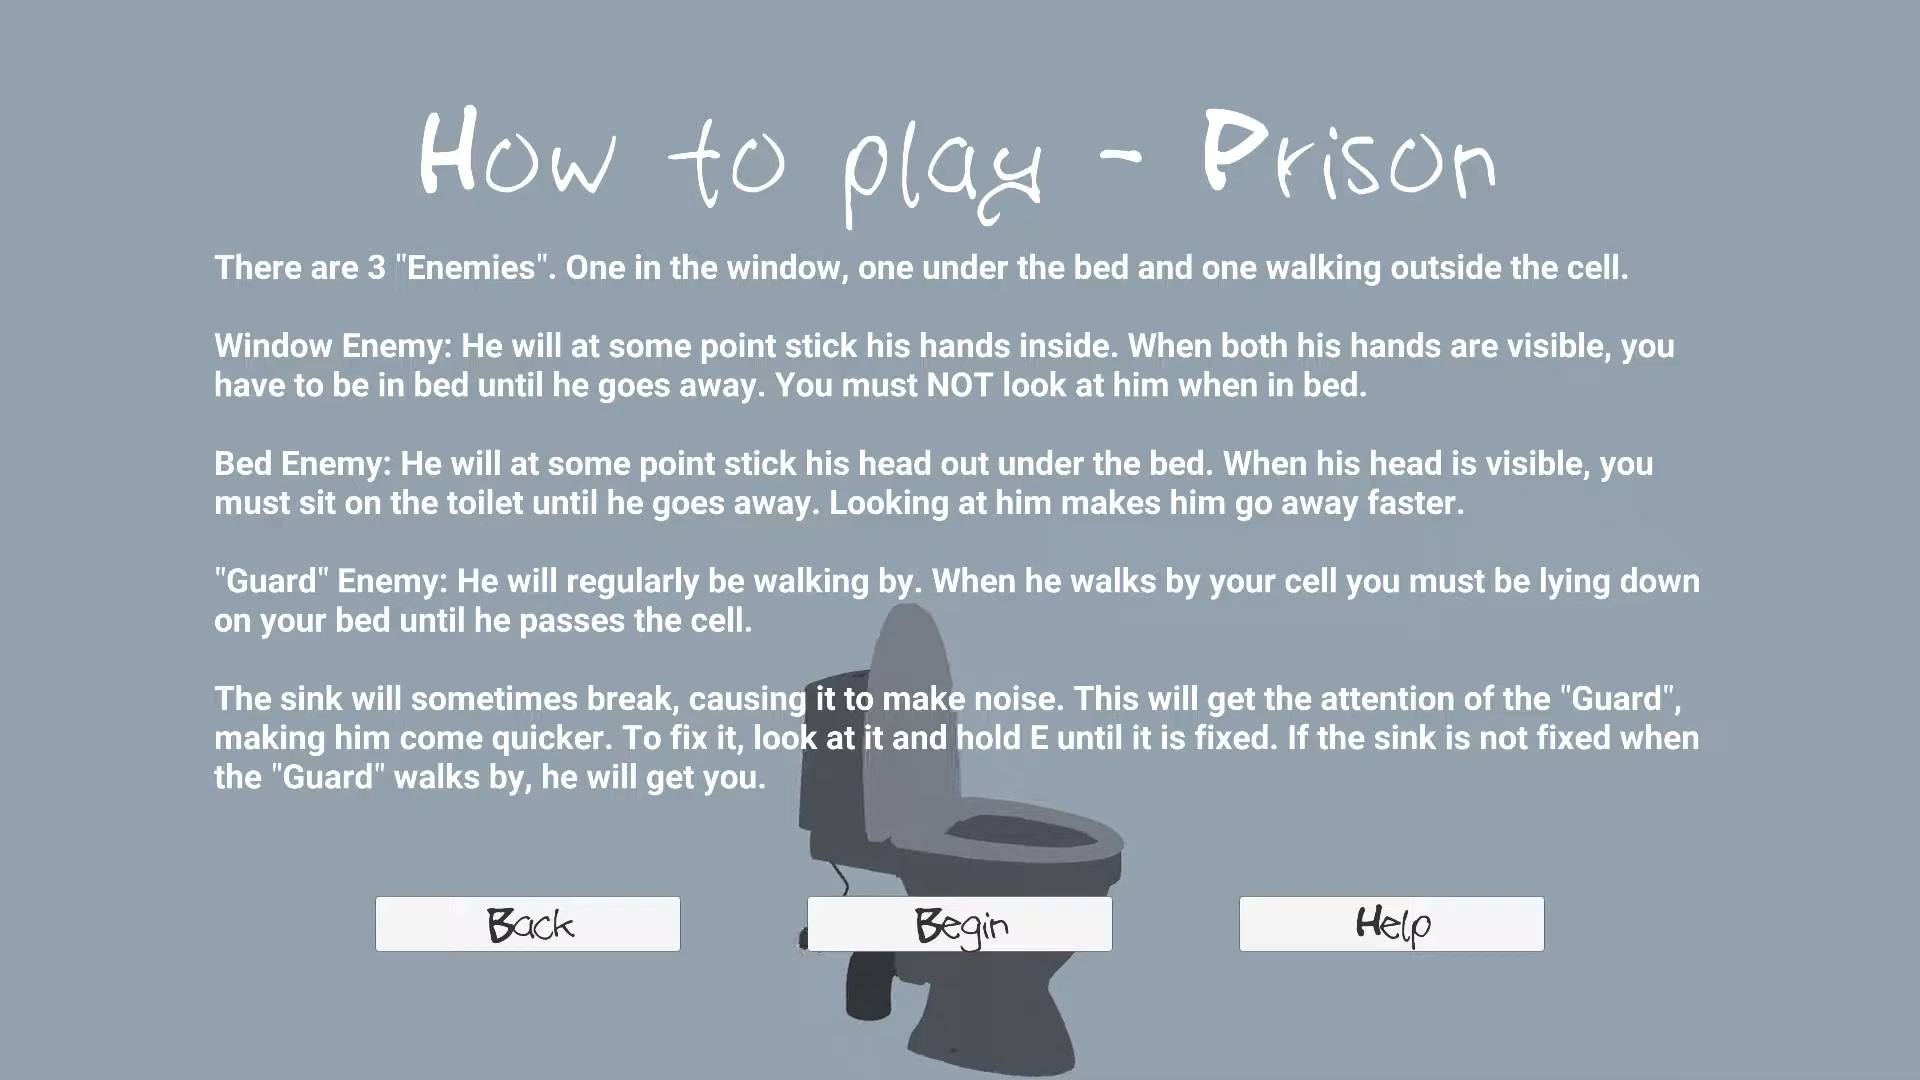 How to play - Prison
There are 3 "Enemies". One in the window, one under the bed and one walking outside the cell.
Window Enemy: He will at some point stick his hands inside. When both his hands are visible, you
have to be in bed until he goes away. You must NOT look at him when in bed.
Bed Enemy: He will at some point stick his head out under the bed. When his head is visible, you
must sit on the toilet until he goes away. Looking at him makes him go away faster.
"Guard" Enemy: He will regularly be walking by. When he walks by your cell you must be lying down
on your bed until he passes the cell.
The sink will sometimes break, causing it to make noise. This will get the attention of the "Guard",
making him come quicker. To fix it, look at it and hold E until it is fixed. If the sink is not fixed when
the "Guard" walks by, he will get you.
Back
Begin
Help